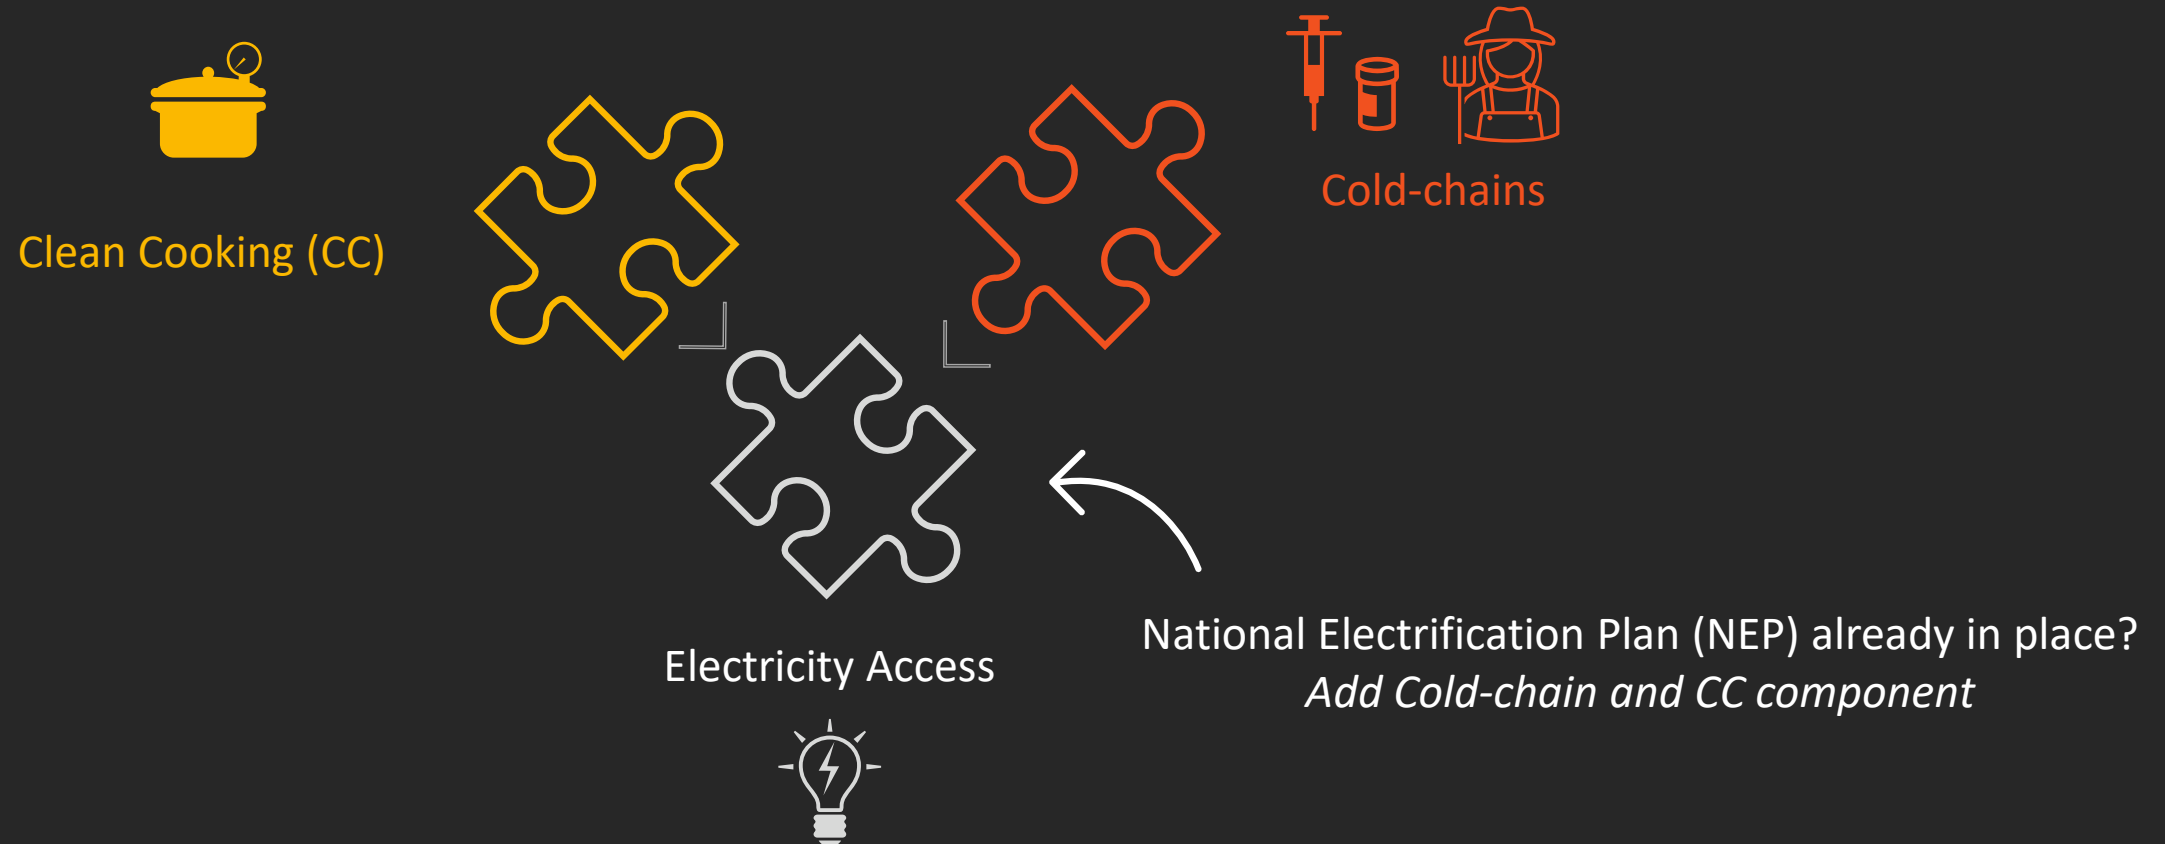 Cold-chains
Clean Cooking (CC)
Electricity Access
National Electrification Plan (NEP) already in place?
Add Cold-chain and CC component